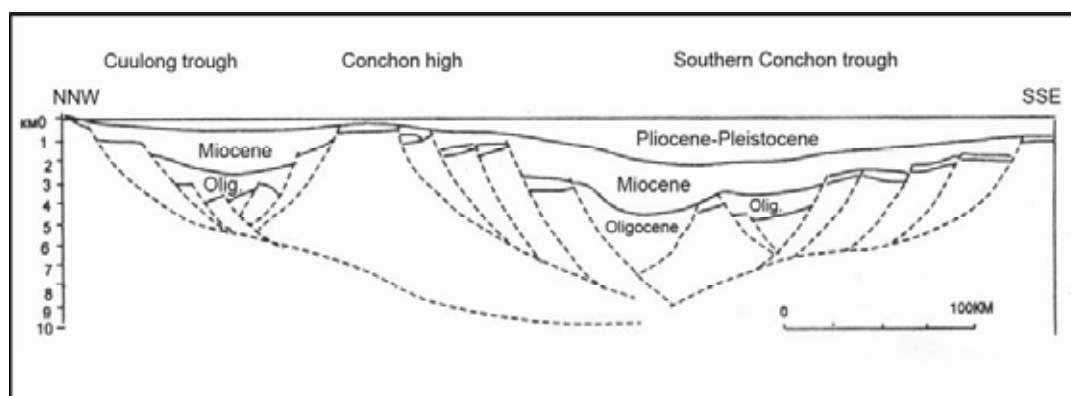 Cuulong trough Conchon high Southern Conchon trough
NNW SSE
KM0
1
2
3
4
5
6
7
8
9
10
Pliocene-Pleistocene
Miocene
Miocene
Olig.
Olig.
Oligocene
0 100KM